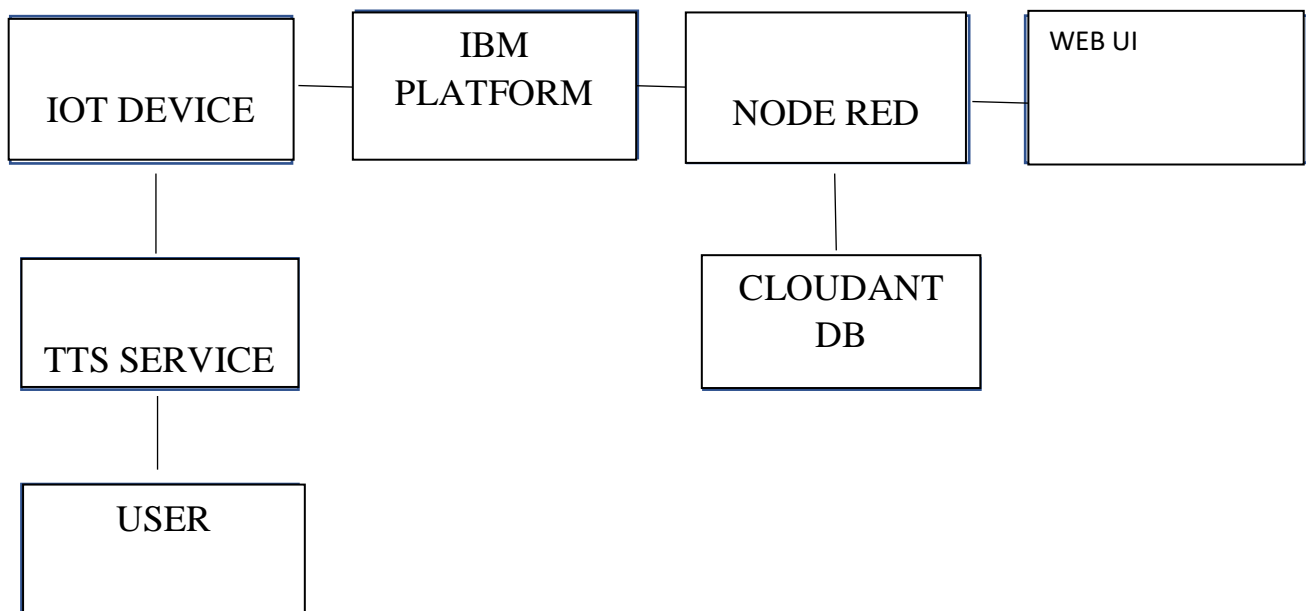 IOT DEVICE
IBM
PLATFORM
NODE RED
WEB UI
TTS SERVICE
CLOUDANT
DB
USER